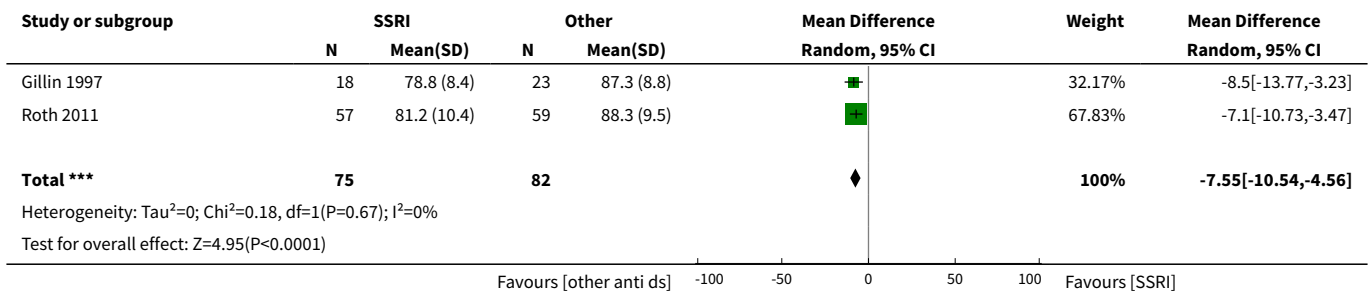 Study or subgroup SSRI Other Mean Difference Weight Mean Difference
N Mean(SD) N Mean(SD) Random, 95% CI Random, 95% CI
Gillin 1997 18 78.8 (8.4) 23 87.3 (8.8) 32.17% -8.5[-13.77,-3.23]
Roth 2011 57 81.2 (10.4) 59 88.3 (9.5) 67.83% -7.1[-10.73,-3.47]
Total *** 75 82 100% -7.55[-10.54,-4.56]
Heterogeneity: Tau²=0; Chi²=0.18, df=1(P=0.67); I²=0%
Test for overall effect: Z=4.95(P<0.0001)
Favours [other anti ds] -100 -50 0 50 100 Favours [SSRI]